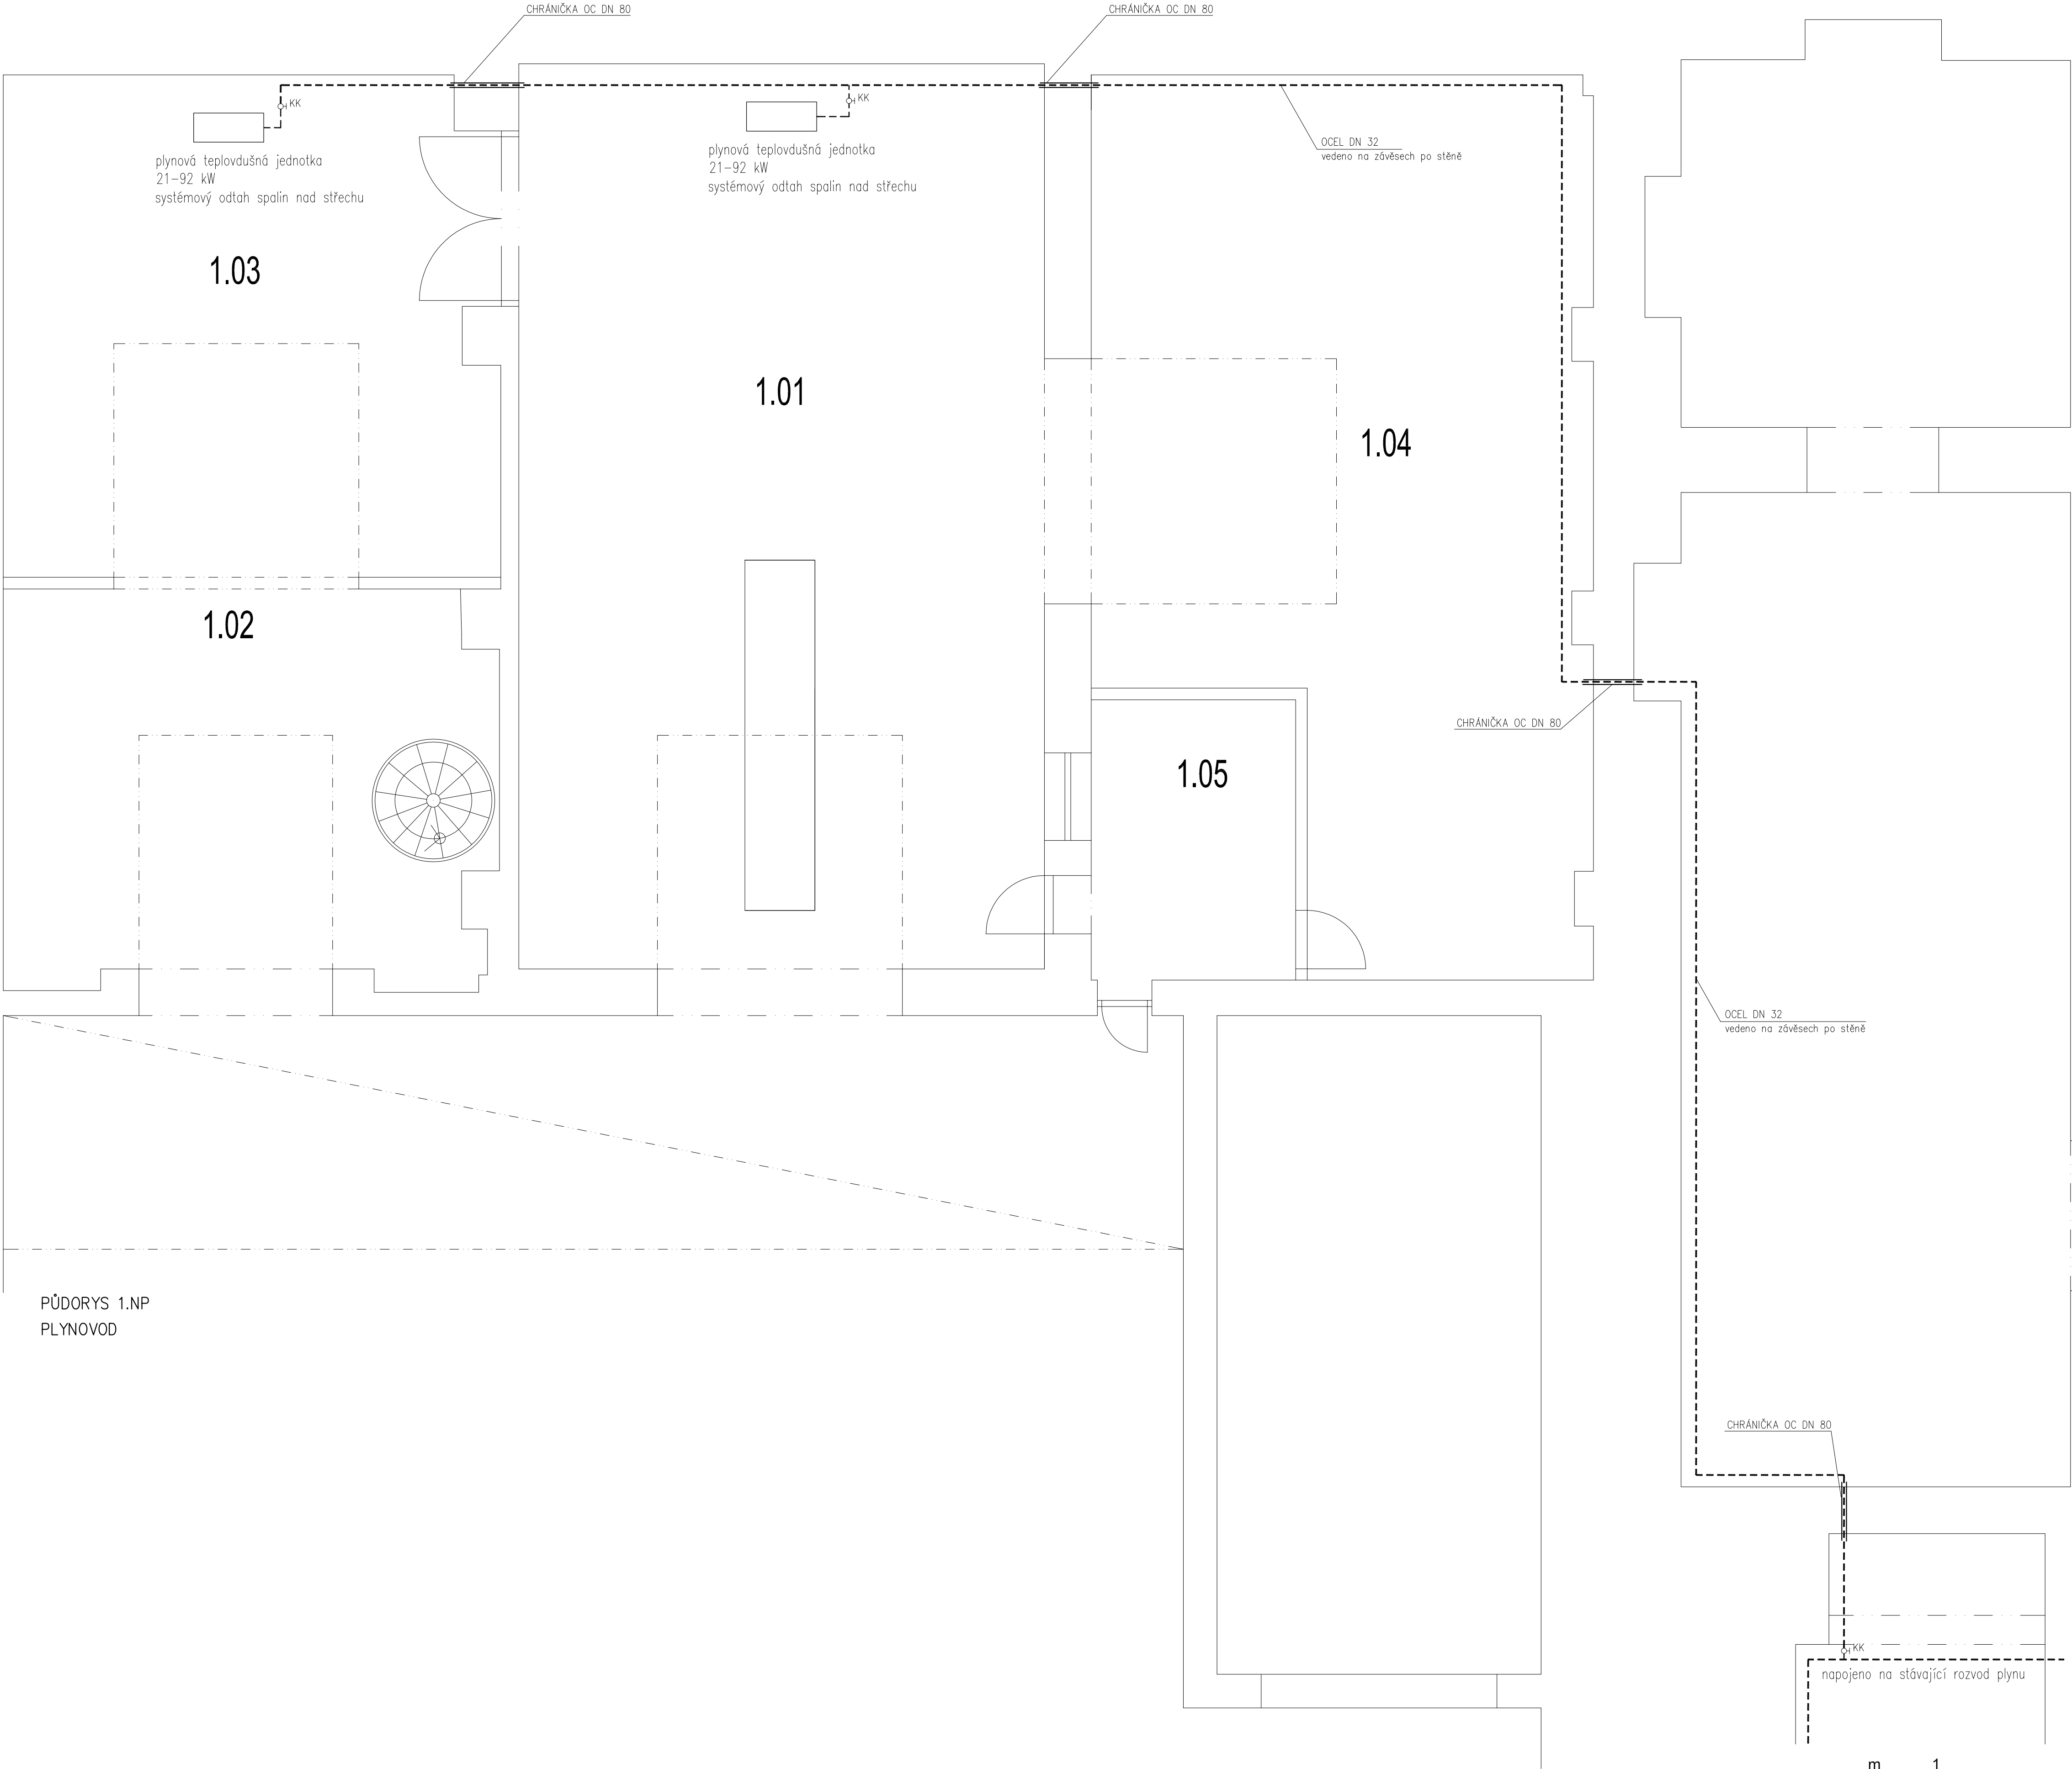 CHRÁNIČKA OC DN 80
CHRÁNIČKA OC DN 80
KK
KK
plynová teplovdušná jednotka
21-92 kW
systémový odtah spalin nad střechu
plynová teplovdušná jednotka
21-92 kW
systémový odtah spalin nad střechu
OCEL DN 32
vedeno na závěsech po stěně
1.03
1.01
1.04
1.02
CHRÁNIČKA OC DN 80
1.05
OCEL DN 32
vedeno na závěsech po stěně
PŮDORYS 1.NP
PLYNOVOD
CHRÁNIČKA OC DN 80
KK
napojeno na stávající rozvod plynu
m 1